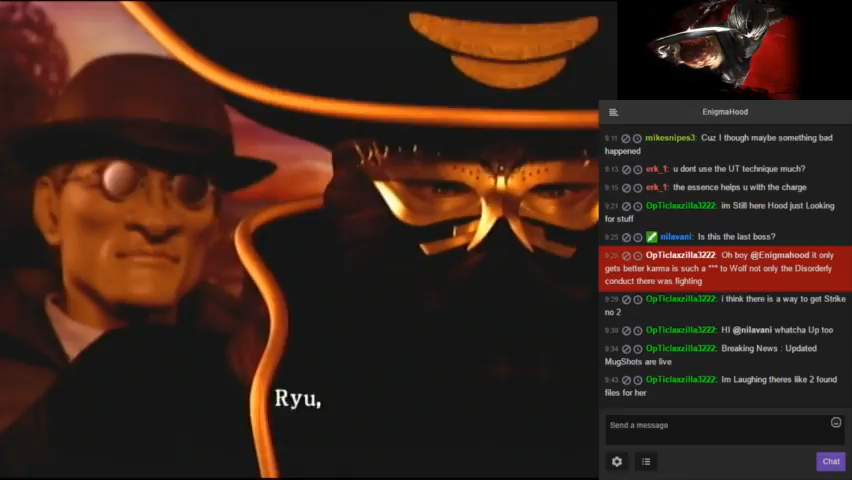 Ryu,
EnigmaHood
9:11 mikesnipes3: Cuz I though maybe something bad
happened
9:13 erk_1: u dont use the UT technique much?
9:15 erk_1: the essence helps u with the charge
9:21 OpTiclaxzilla3222: im Still here Hood just Looking
for stuff
9:25 nilavani: Is this the last boss?
9:25 OpTiclaxzilla3222: Oh boy @Enigmahood it only
gets better karma is such a *** to Wolf not only the Disorderly
conduct there was fighting
9:29 OpTiclaxzilla3222: i think there is a way to get Strike
no 2
9:30 OpTiclaxzilla3222: HI @nilavani whatcha Up too
9:34 OpTiclaxzilla3222: Breaking News : Updated
MugShots are live
9:43 OpTiclaxzilla3222: Im Laughing theres like 2 found
files for her
Send a message
Chat